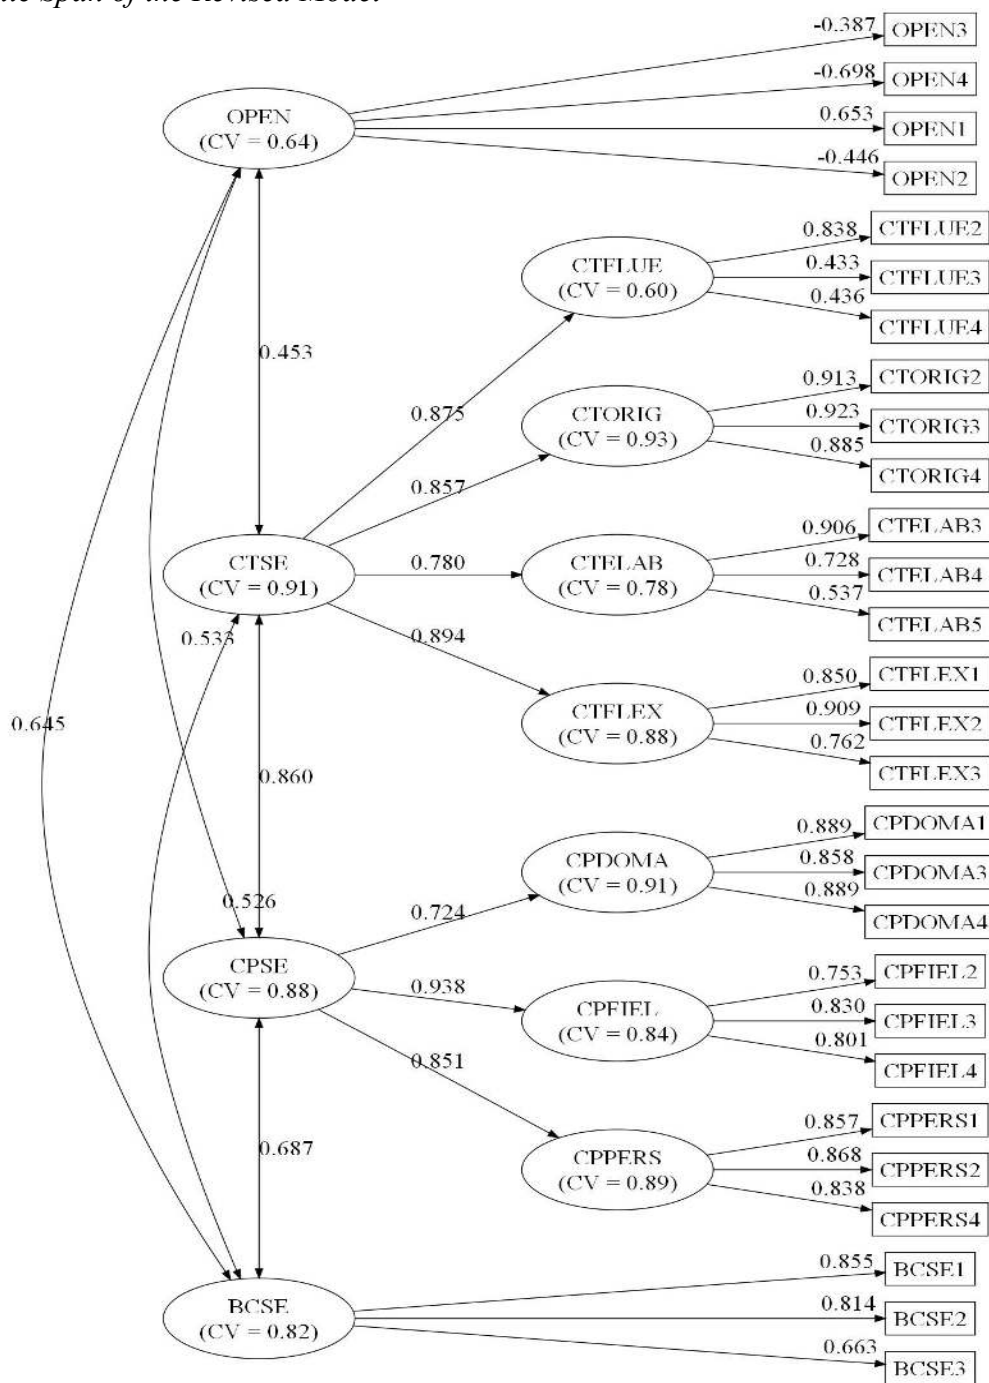 the Span of the Revised Model
-0.387
OPEN3
-0.698
OPEN4
OPEN
(CV = 0.64)
0.653
OPEN1
-0.446
OPEN2
0.838
CTFLUE2
CTFLUE
(CV = 0.60)
0.433
CTFLUE3
0.436
CTFLUE4
0.453
0.913
CTORIG2
0.875
CTORIG
(CV = 0.93)
0.923
CTORIG3
0.885
CTORIG4
0.857
0.906
CTELAB3
CTSE
(CV = 0.91)
0.780
CTELAB
(CV = 0.78)
0.728
CTELAB4
0.537
CTELAB5
0.533
0.894
0.850
CTFLEX1
CTFLEX
(CV = 0.88)
0.909
CTFLEX2
0.762
CTFLEX3
0.645
0.860
0.889
CPDOMA1
CPDOMA
(CV = 0.91)
0.858
CPDOMA3
0.889
CPDOMA4
0.526
0.724
CPSE
(CV = 0.88)
0.938
0.753
CPFIEL2
CPFIEL
(CV = 0.84)
0.830
CPFIEL3
0.801
CPFIEL4
0.851
0.857
CPPERS1
0.687
CPPERS
(CV = 0.89)
0.868
CPPERS2
0.838
CPPERS4
0.855
BCSE1
BCSE
(CV = 0.82)
0.814
BCSE2
0.663
BCSE3